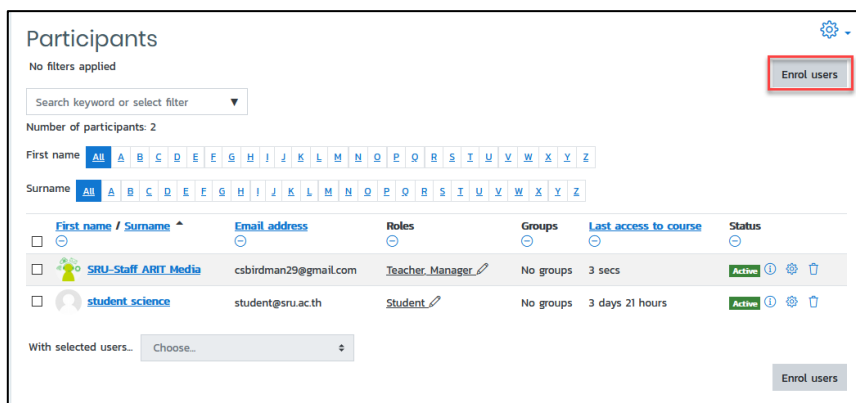 Participants
No filters applied
Enrol users
Search keyword or select filter ▼
Number of participants: 2
First name All A B C D E F G H I J K L M N O P Q R S T U V W X Y Z
Surname All A B C D E F G H I J K L M N O P Q R S T U V W X Y Z
First name / Surname Email address Roles Groups Last access to course Status
SRU-Staff ARIT Media csbirdman29@gmail.com Teacher, Manager No groups 3 secs Active
student science student@sru.ac.th Student No groups 3 days 21 hours Active
With selected users... Choose...
Enrol users